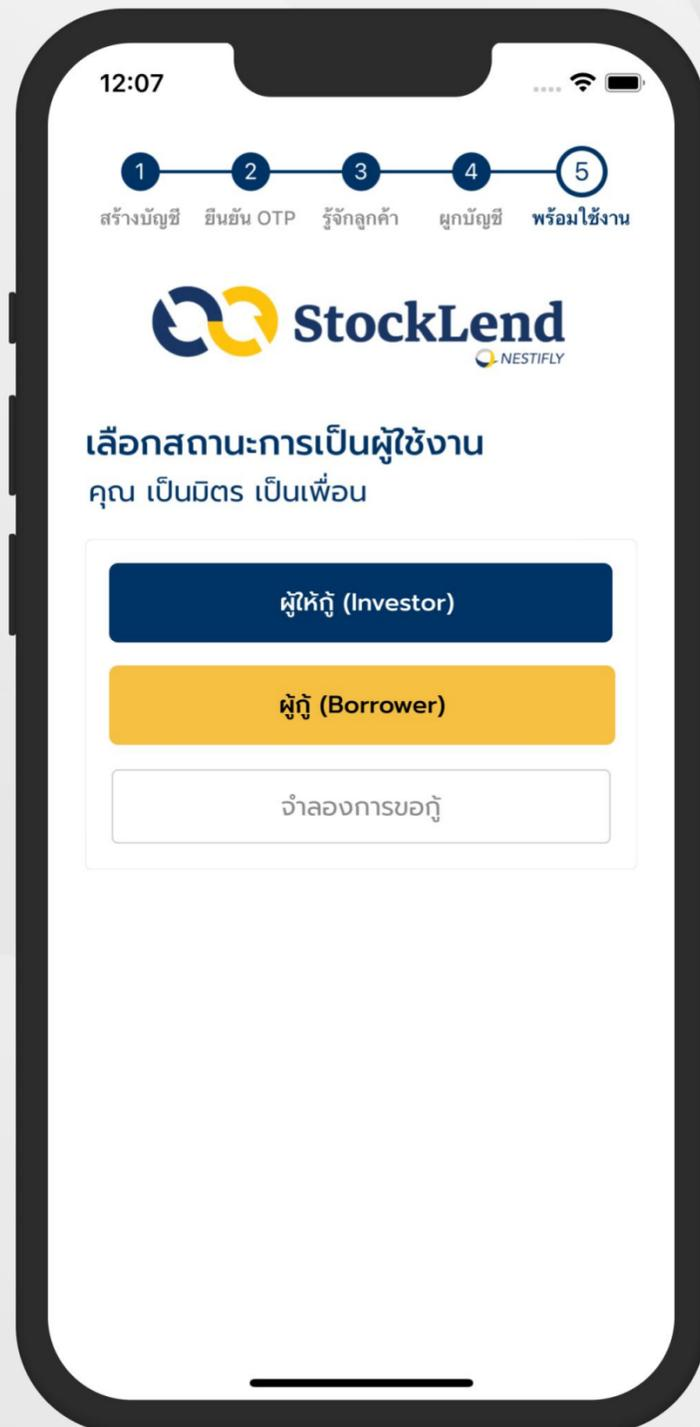 12:07
1 2 3 4 5
สร้างบัญชี ยืนยัน OTP รู้จักลูกค้า ผูกบัญชี พร้อมใช้งาน
StockLend
NESTIFLY
เลือกสถานะการเป็นผู้ใช้งาน
คุณ เป็นมิตร เป็นเพื่อน
ผู้ให้กู้ (Investor)
ผู้กู้ (Borrower)
จำลองการขอกู้